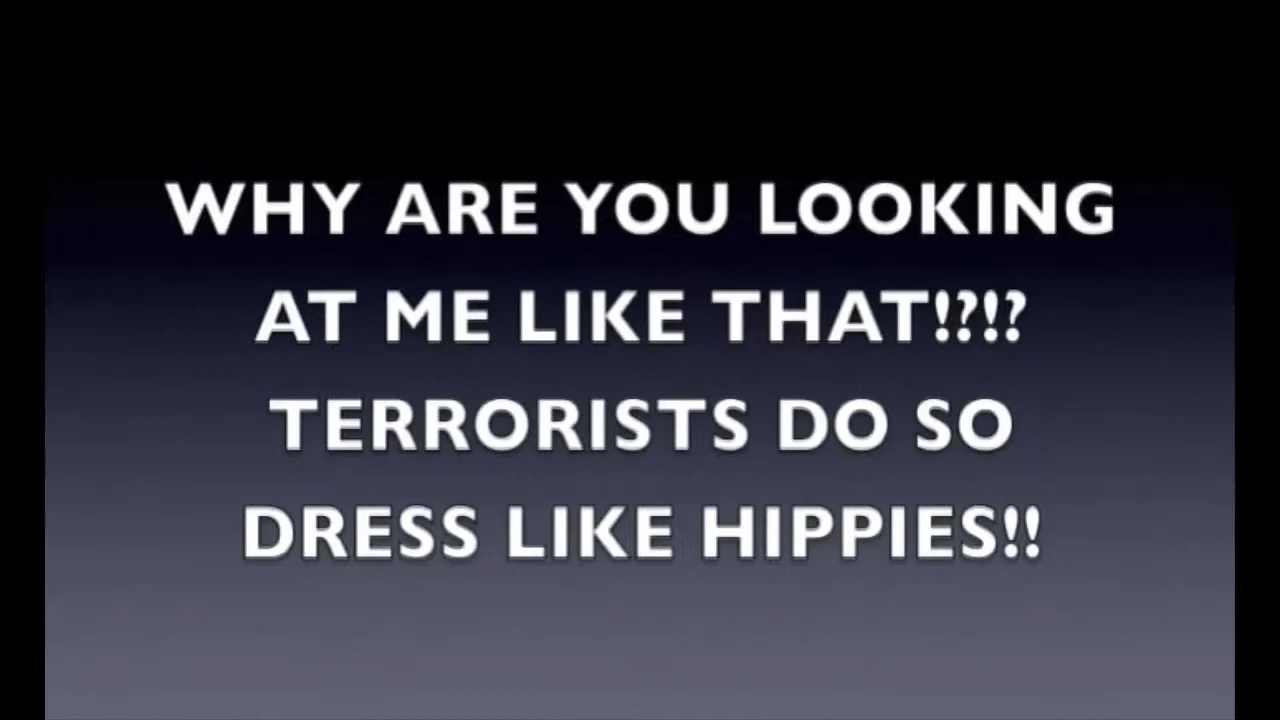 WHY ARE YOU LOOKING
AT ME LIKE THAT!?!?
TERRORISTS DO SO
DRESS LIKE HIPPIES!!